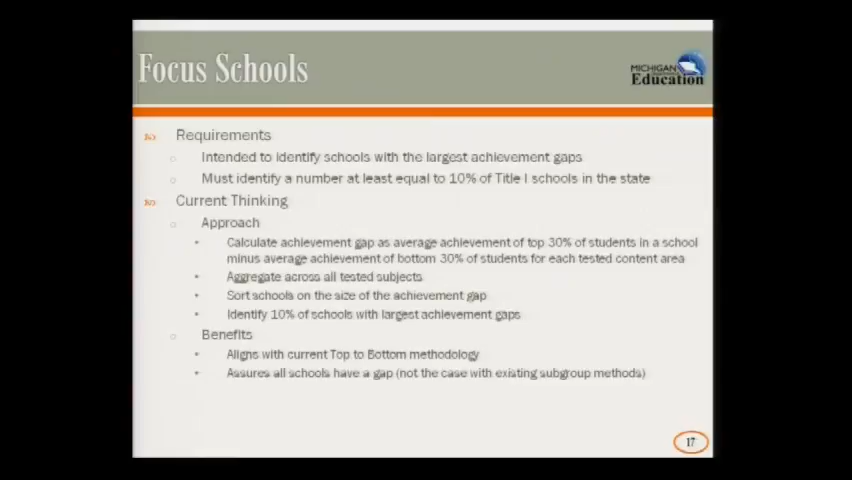 Focus Schools
MICHIGAN
Education
Requirements
Intended to identify schools with the largest achievement gaps
Must identify a number at least equal to 10% of Title I schools in the state
Current Thinking
Approach
Calculate achievement gap as average achievement of top 30% of students in a school
minus average achievement of bottom 30% of students for each tested content area
Aggregate across all tested subjects
Sort schools on the size of the achievement gap
Identify 10% of schools with largest achievement gaps
Benefits
Aligns with current Top to Bottom methodology
Assures all schools have a gap (not the case with existing subgroup methods)
17